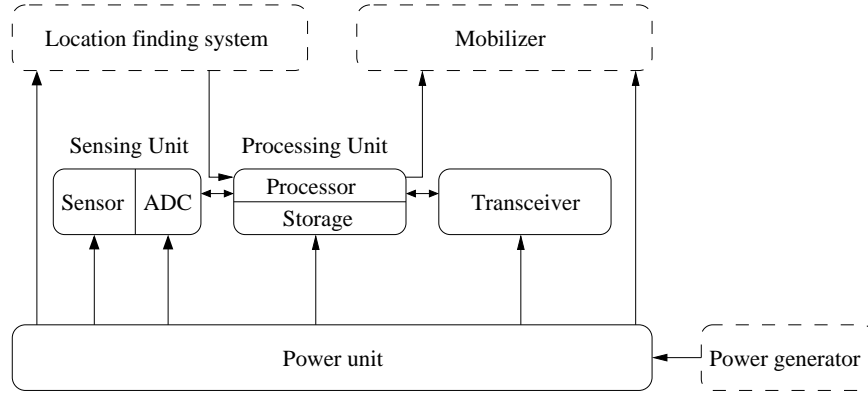 Location finding system
Mobilizer
Sensing Unit
Processing Unit
Sensor
ADC
Processor
Storage
Transceiver
Power unit
Power generator